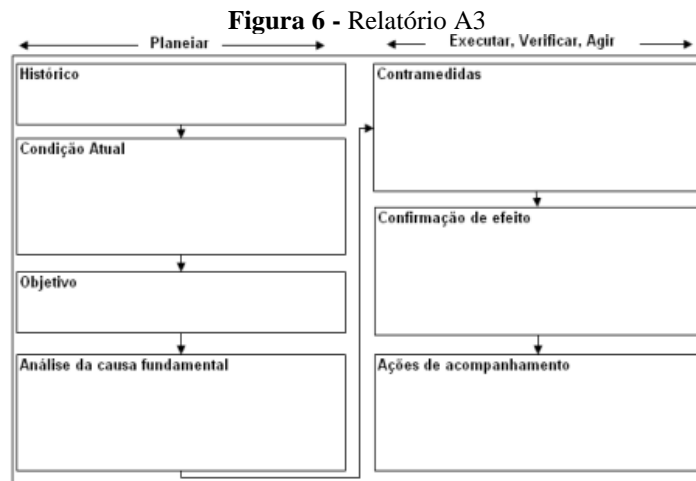 Figura 6 - Relatório A3
Planeiar
Executar, Verificar, Agir
Histórico
Condição Atual
Objetivo
Análise da causa fundamental
Contramedidas
Confirmação de efeito
Ações de acompanhamento